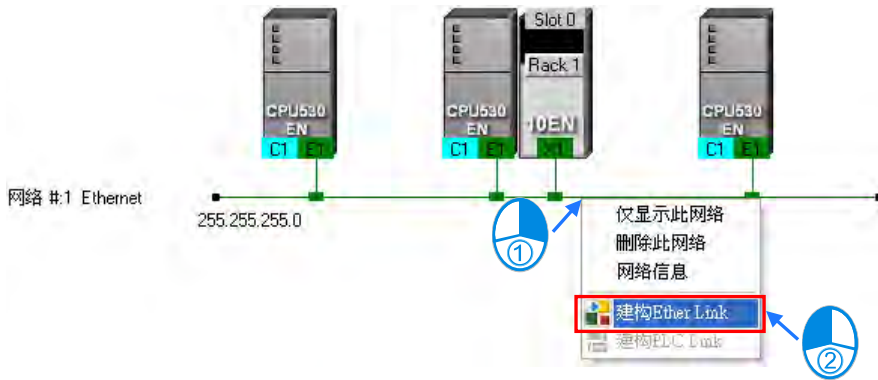 Slot 0
Rack 1
CPU530
EN
C1 E1
CPU530
EN
C1 E1
10EN
X1
CPU530
EN
C1 E1
网络 #:1 Ethernet
255.255.255.0
①
仅显示此网络
删除此网络
网络信息
建构Ether Link
建构PLC Link
②